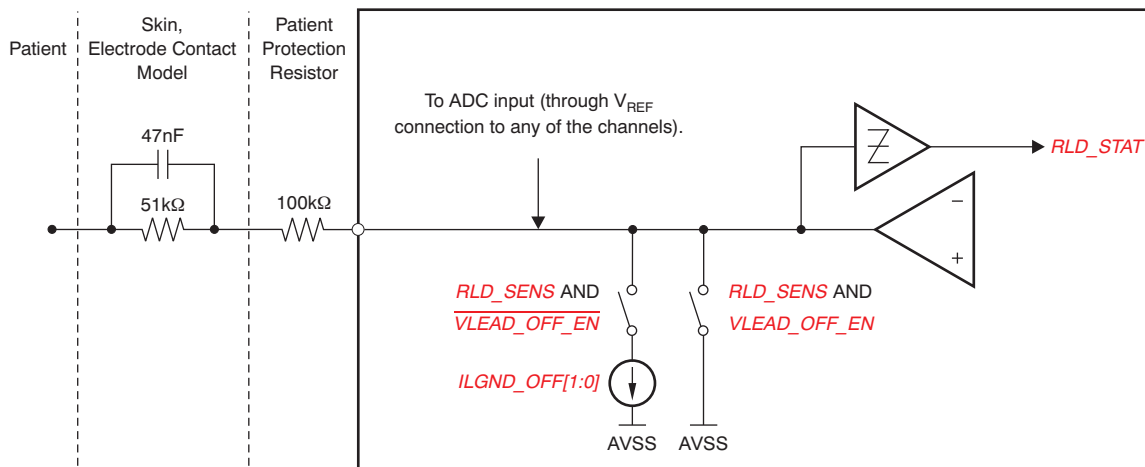 Patient
Skin,
Electrode Contact
Model
Patient
Protection
Resistor
To ADC input (through VREF
connection to any of the channels).
47nF
51kΩ
100kΩ
RLD_STAT
−
+
RLD_SENS AND
VLEAD_OFF_EN
RLD_SENS AND
VLEAD_OFF_EN
ILGND_OFF[1:0]
AVSS
AVSS